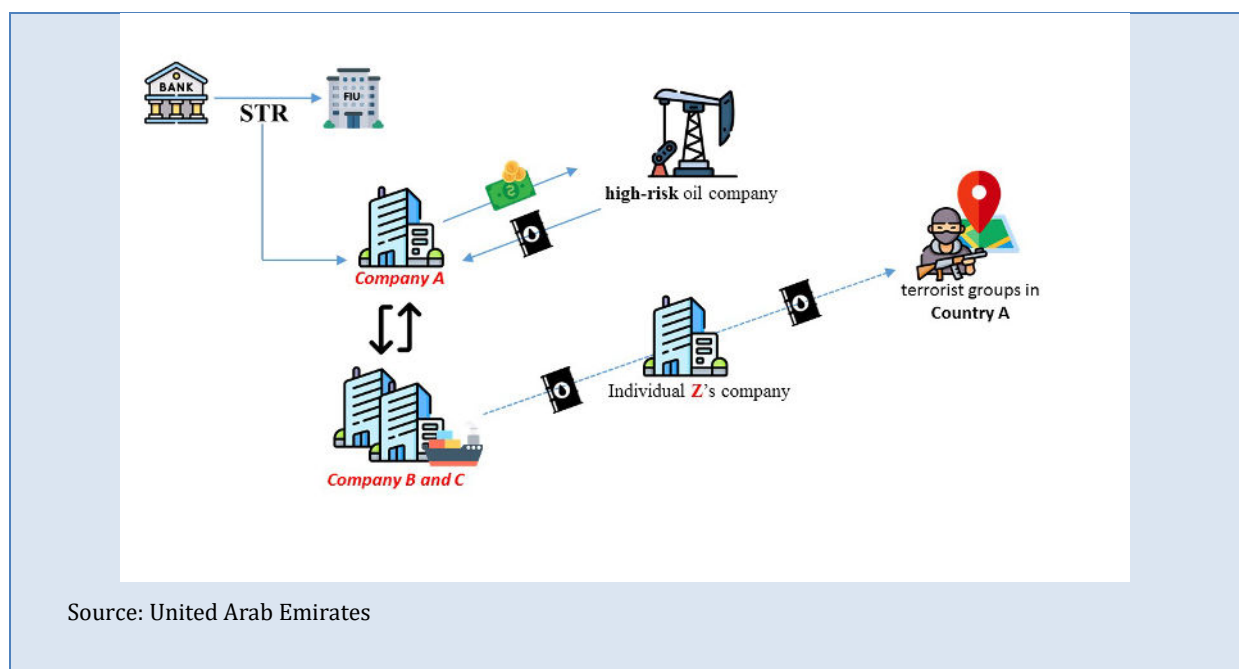 BANK
FIU
STR
high-risk oil company
Company A
terrorist groups in
Country A
Individual Z's company
Company B and C
Source: United Arab Emirates